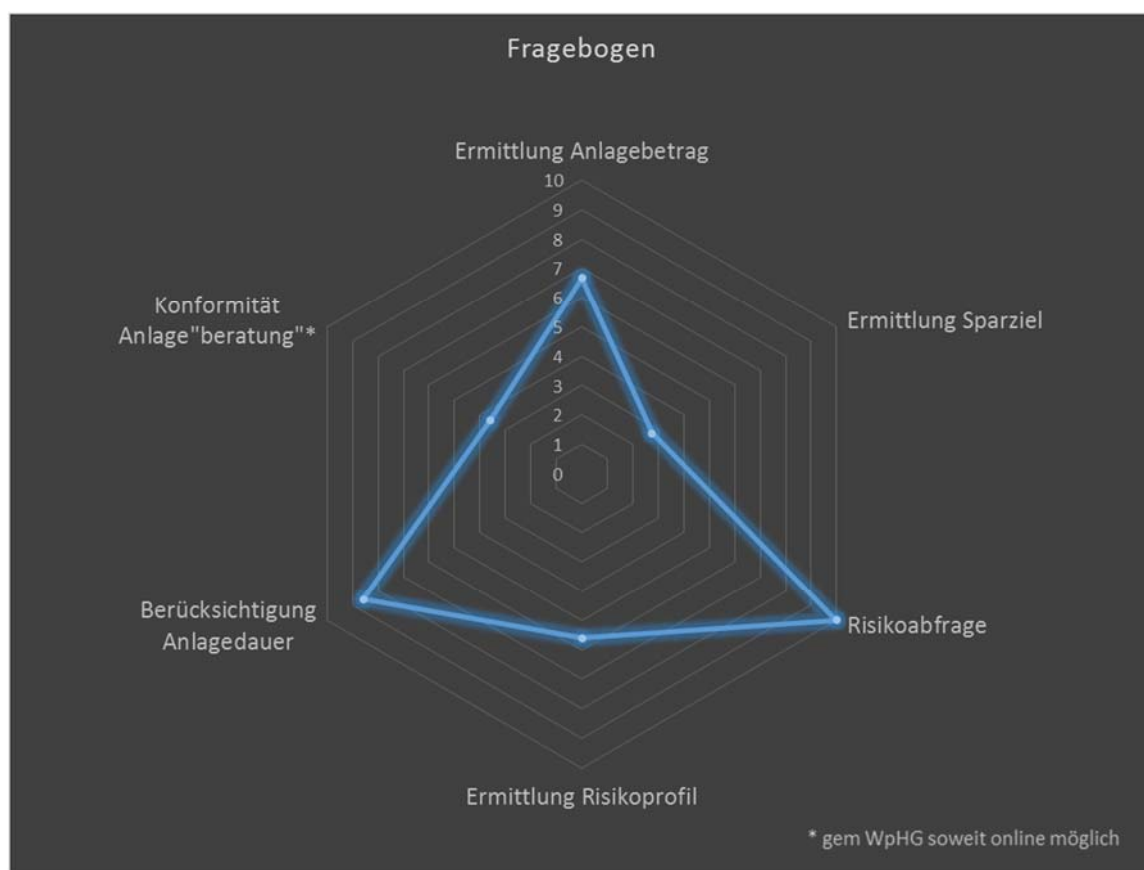 Fragebogen
Ermittlung Anlagebetrag
10
9
8
7
6
5
4
3
2
1
0
Ermittlung Sparziel
Risikoabfrage
Ermittlung Risikoprofil
Berücksichtigung
Anlagedauer
Konformität
Anlage"beratung"*
* gem WpHG soweit online möglich